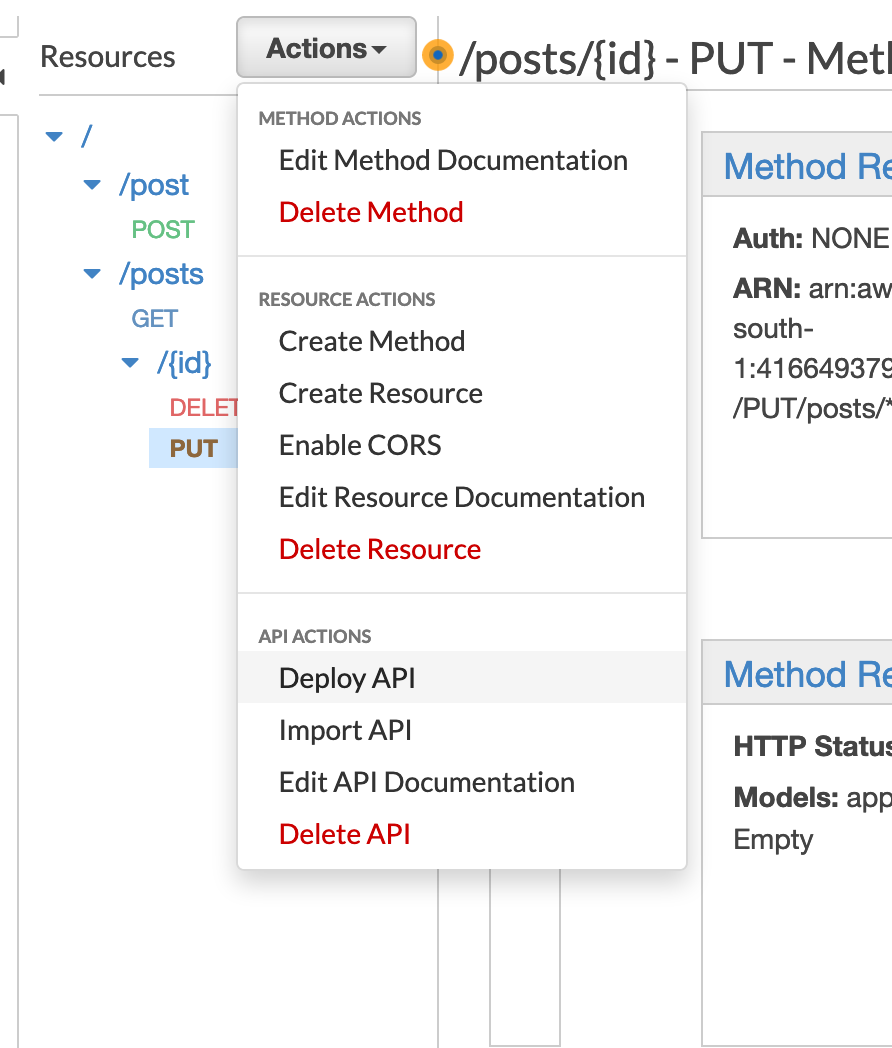 Resources
Actions
/posts/{id} - PUT - Meth
/
/post
POST
/posts
GET
/{id}
DELET
PUT
METHOD ACTIONS
Edit Method Documentation
Delete Method
RESOURCE ACTIONS
Create Method
Create Resource
Enable CORS
Edit Resource Documentation
Delete Resource
API ACTIONS
Deploy API
Import API
Edit API Documentation
Delete API
Method Re
Auth: NONE
ARN: arn:aw
south-
1:416649379
/PUT/posts/*
Method Re
HTTP Status
Models: app
Empty